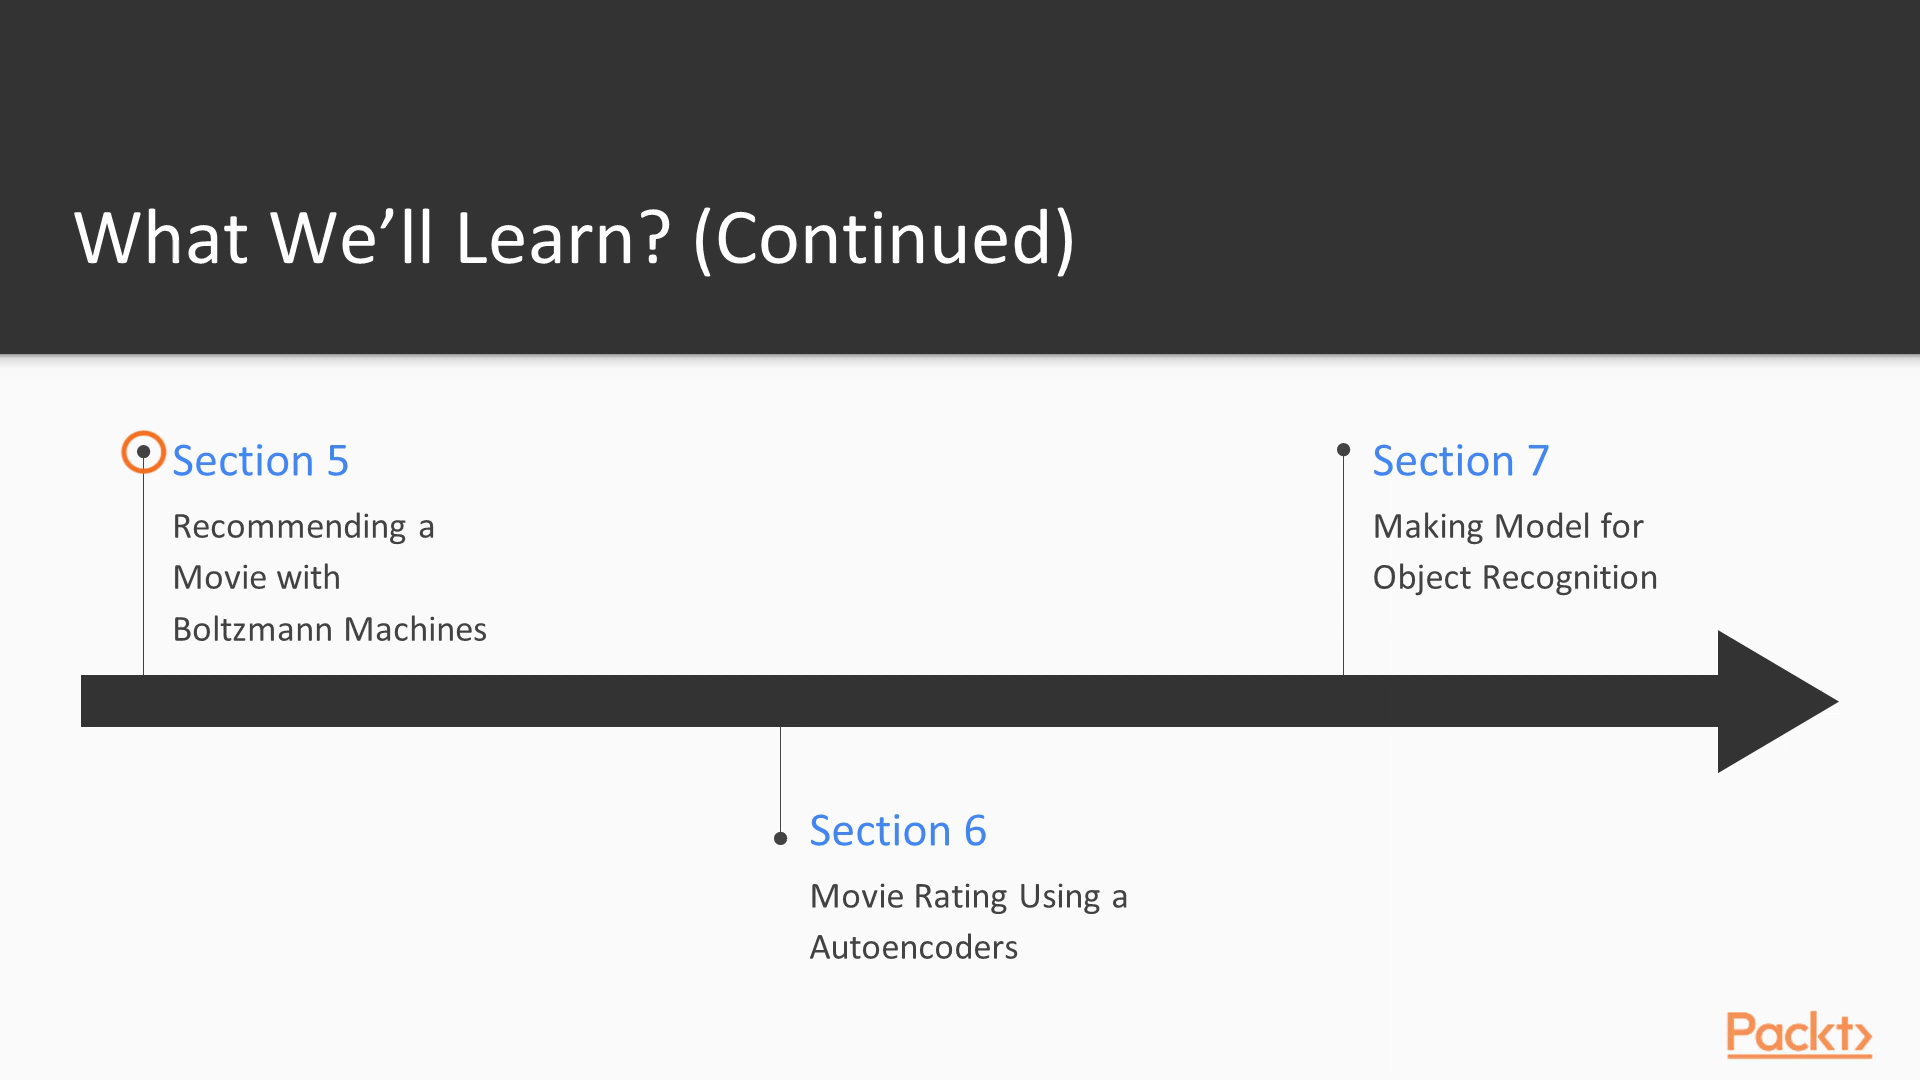 What We’ll Learn? (Continued)
Section 5
Recommending a
Movie with
Boltzmann Machines
Section 6
Movie Rating Using a
Autoencoders
Section 7
Making Model for
Object Recognition
Packt>